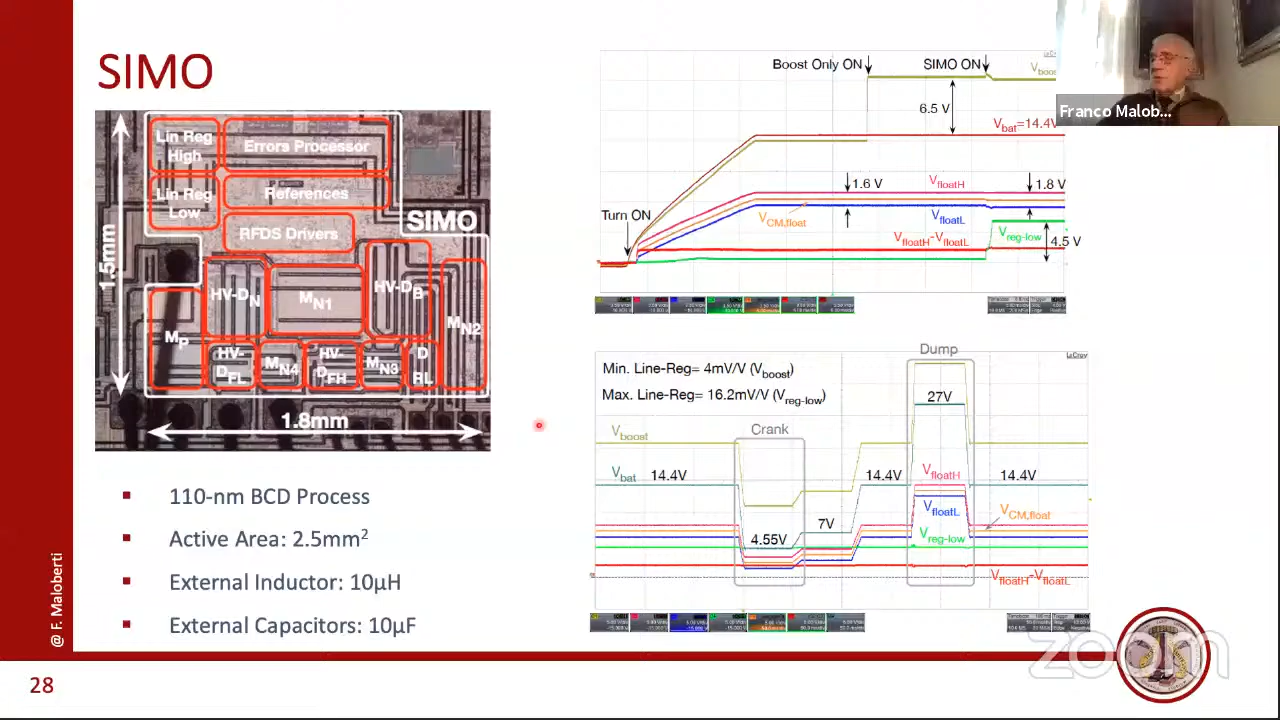 SIMO
Lin Reg
High
Errors Processor
Lin Reg
Low
References
RFDS Drivers
SIMO
HV-DN
MN1
HV-DB
MN2
MP
HV-
DFL
MN4
HV-
DFH
MN3
D
RL
1.5mm
1.8mm
110-nm BCD Process
Active Area: 2.5mm²
External Inductor: 10µH
External Capacitors: 10µF
Boost Only ON
SIMO ON
Vboos
6.5 V
Vbat=14.4V
1.6 V
VfloatH
1.8 V
Turn ON
VCM,float
VfloatL
Vreg-low
VfloatH-VfloatL
4.5 V
Dump
LeCroy
Min. Line-Reg= 4mV/V (Vboost)
Max. Line-Reg= 16.2mV/V (Vreg-low)
27V
Crank
Vboost
Vbat 14.4V
14.4V
VfloatH
14.4V
VfloatL
VCM,float
7V
4.55V
Vreg-low
VfloatH-VfloatL
Franco Malob...
@ F. Maloberti
28
zoom